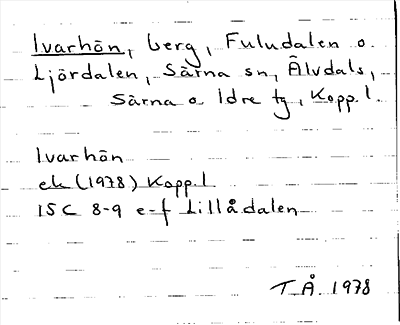 Ivarhön, berg, Fuludalen o.
Ljördalen, Särna sn, Älvdals,
Särna o Idre tg, Kopp.l.
Ivarhön
ek (1978) Kopp.l
15C 8-9 e-f Lillådalen
T.Å. 1978